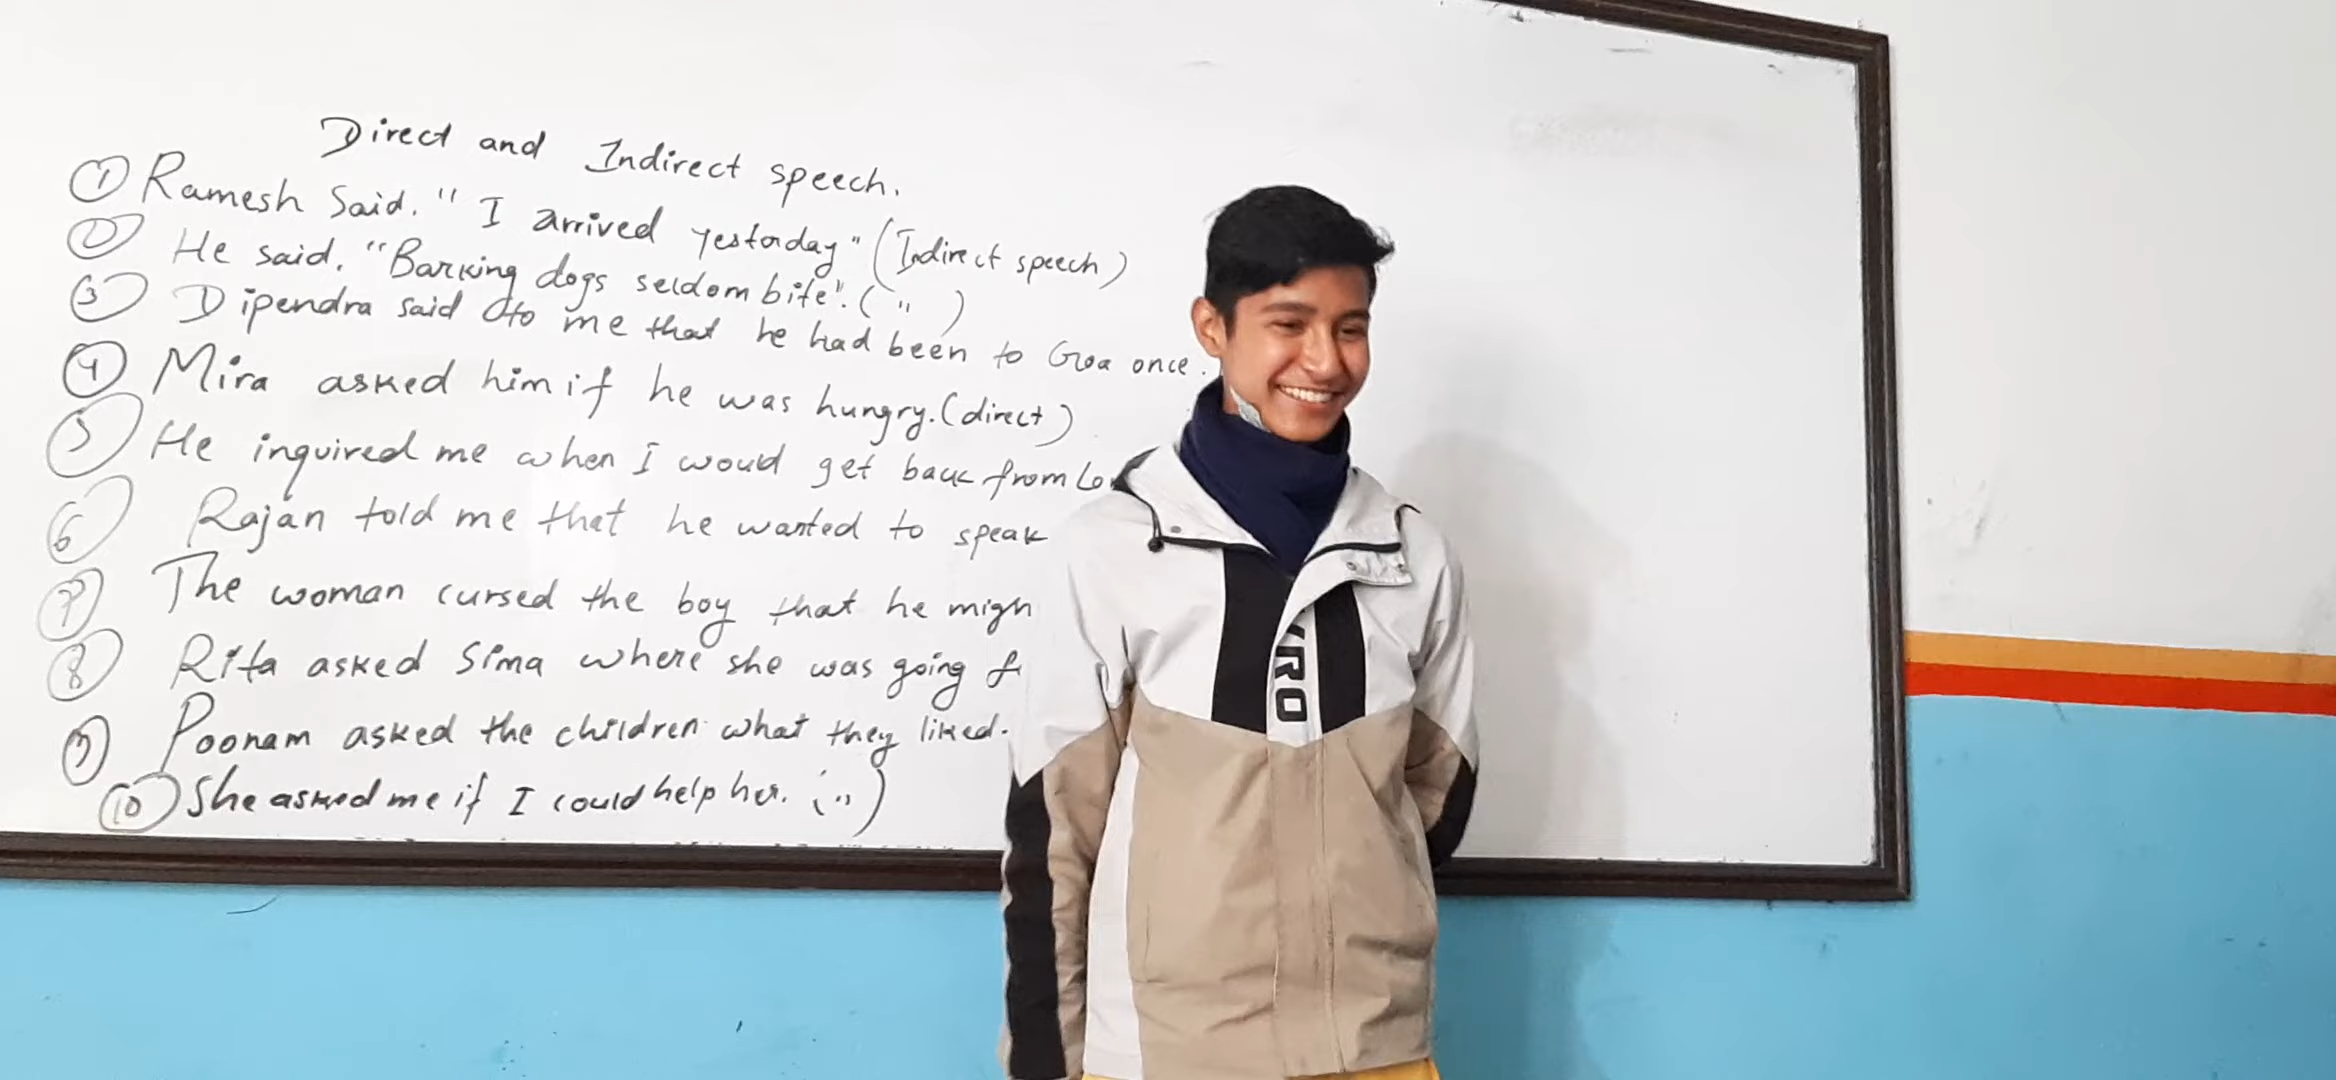 Direct and Indirect speech.
① Ramesh Said. " I arrived yesterday" (Indirect speech)
② He said. "Barking dogs seldom bite". ( " )
③ Dipendra said to me that he had been to Goa once.
④ Mira asked him if he was hungry. (direct)
⑤ He inquired me when I would get back from Lo
⑥ Rajan told me that he wanted to speak
⑦ The woman cursed the boy that he migh
⑧ Rita asked Sima where she was going
⑨ Poonam asked the children what they liked.
⑩ She asked me if I could help her. ( " )
RO